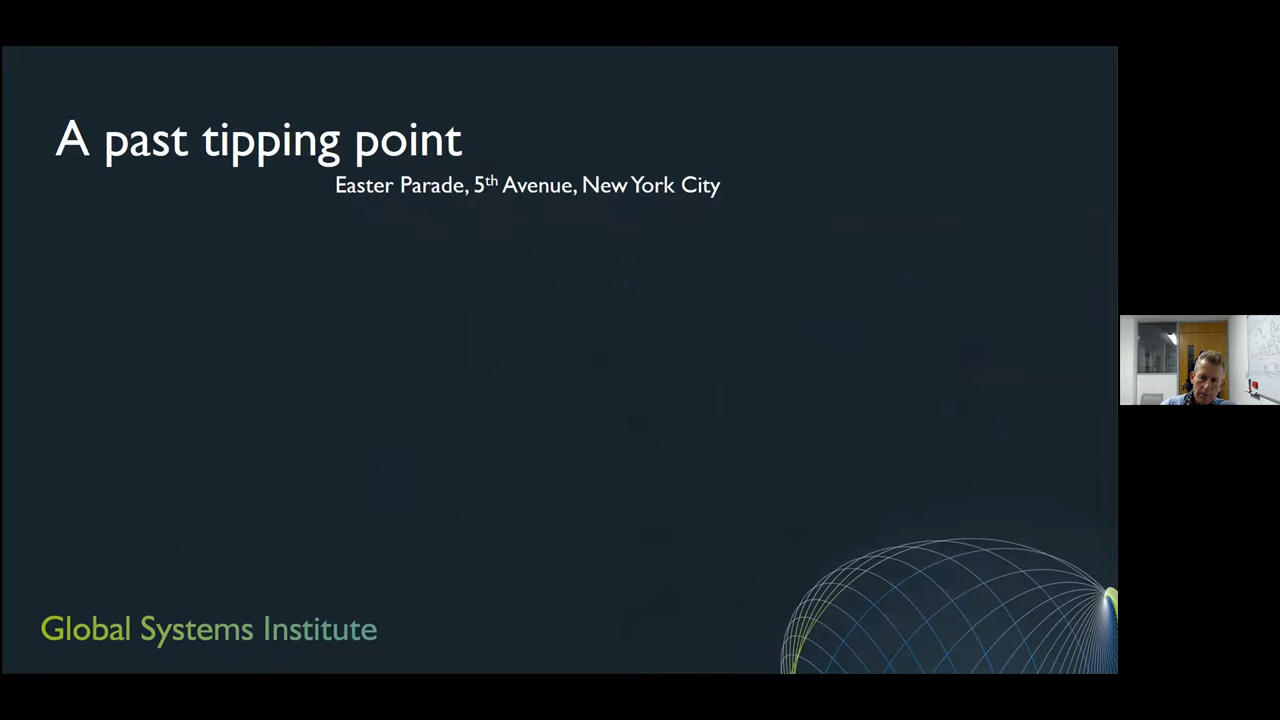 A past tipping point
Easter Parade, 5th Avenue, New York City
Global Systems Institute